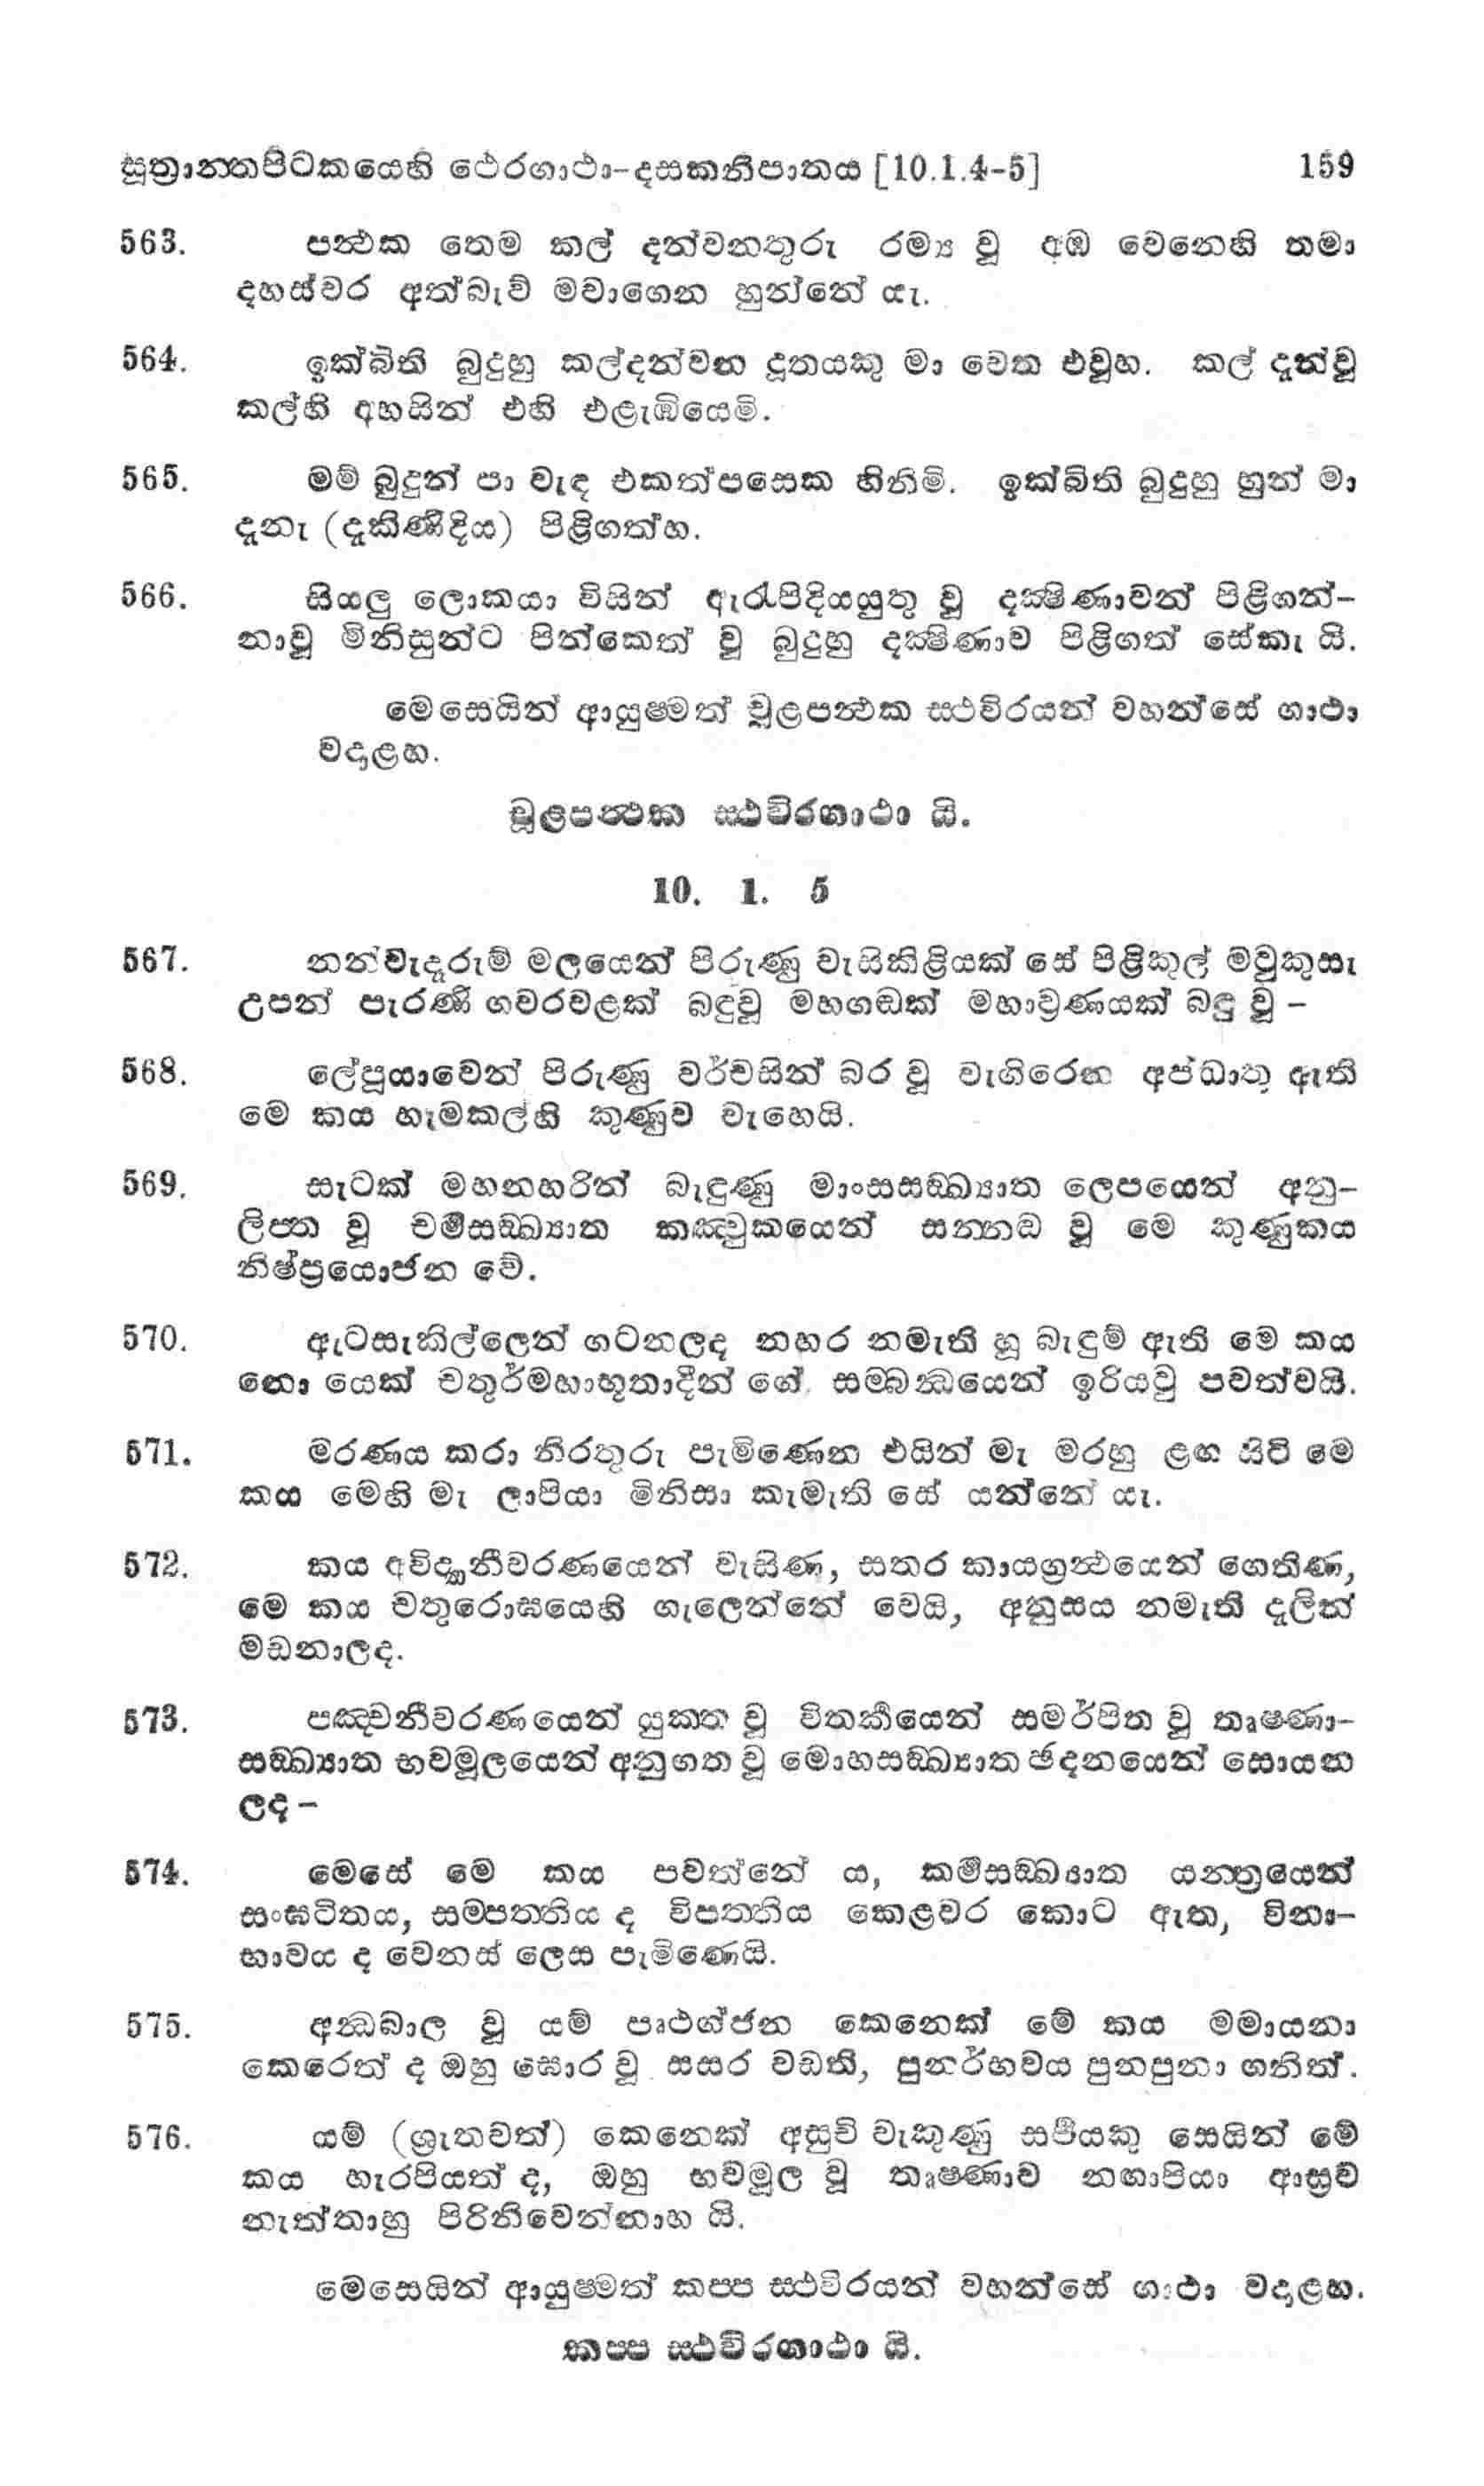 සූත්‍රාන්තපිටකයෙහි ථෙරගාථා-දසකනිපාතය [10.1.4-5] 159
563. පන්‍ථක තෙම කල් දන්වනතුරු රම්‍ය වූ අඹ වෙනෙහි තමා
දහස්වර අත්බැව් මවාගෙන හුන්නේ යැ.
564. ඉක්බිති බුදුහු කල්දන්වන දූතයකු මා වෙත එවූහ. කල් දැන්වූ
කල්හි අහසින් එහි එළැඹියෙමි.
565. මම් බුදුන් පා වැඳ එකත්පසෙක හිනිමි. ඉක්බිති බුදුහු හුන් මා
දැනැ (දැකිණිදිය) පිළිගත්හ.
566. සියලු ලොකයා විසින් ඇරැපිදියයුතු වූ දක්‍ෂිණාවන් පිළිගන්-
නාවූ මිනිසුන්ට පින්කෙත් වූ බුදුහු දක්‍ෂිණාව පිළිගත් සේකැ යි.
මෙසෙයින් ආයුෂ්මත් චූළපන්‍ථක ස්ථවිරයන් වහන්සේ ගාථා
වදාළහ.
චූළපන්‍ථක ස්ථවිරගාථා යි.
10. 1. 5
567. නන්වැදෑරුම් මලයෙන් පිරුණු වැසිකිළියක් සේ පිළිකුල් මවුකුසැ
උපන් පැරණි ගවරවළක් බඳුවූ මහගඬක් මහාව්‍රණයක් බඳු වූ -
568. ලේපූයාවෙන් පිරුණු වර්චසින් බර වූ වැගිරෙන අප්ධාතු ඇති
මෙ කය හැමකල්හි කුණුව වැහෙයි.
569. සැටක් මහනහරින් බැඳුණු මාංසසඞ්ඛ්‍යාත ලෙපයෙන් අනු-
ලිප්ත වූ චර්මසඞ්ඛ්‍යාත කඤ්චුකයෙන් සන්නද්ධ වූ මෙ කුණුකය
නිෂ්ප්‍රයොජන වේ.
570. ඇටසැකිල්ලෙන් ගටනලද නහර නමැති හූ බැඳුම් ඇති මෙ කය
නො යෙක් චතුර්මහාභූතාදීන් ගේ සම්බන්‍ධයෙන් ඉරියවු පවත්වයි.
571. මරණය කරා නිරතුරු පැමිණෙන එයින් මැ මරහු ළඟ සිටි මෙ
කය මෙහි මැ ලාපියා මිනිසා කැමැති සේ යන්නේ යැ.
572. කය අවිද්‍යානීවරණයෙන් වැසිණ, සතර කායග්‍රන්‍ථයෙන් ගෙතිණ,
මෙ කය චතුරොඝයෙහි ගැලෙන්නේ වෙයි, අනුසය නමැති දැලින්
මඩනාලද.
573. පඤ්චනීවරණයෙන් යුක්ත වූ විතර්කයෙන් සමර්පිත වූ තෘෂ්ණා-
සඞ්ඛ්‍යාත භවමූලයෙන් අනුගත වූ මොහසඞ්ඛ්‍යාත ඡදනයෙන් සොයන
ලද -
574. මෙසේ මෙ කය පවත්නේ ය, කර්මසඞ්ඛ්‍යාත යන්ත්‍රයෙන්
සංඝටිතය, සම්පත්තිය ද විපත්තිය කෙළවර කොට ඇත, විනා-
භාවය ද වෙනස් ලෙස පැමිණෙයි.
575. අන්‍ධබාල වූ යම් පෘථග්ජන කෙනෙක් මේ කය මමායනා
කෙරෙත් ද ඔහු ඝොර වූ සසර වඩති, පුනර්භවය පුනපුනා ගනිත්.
576. යම් (ශ්‍රැතවත්) කෙනෙක් අසුචි වැකුණු සර්පයකු සෙයින් මේ
කය හැරපියත් ද, ඔහු භවමූල වූ තෘෂ්ණාව නඟාපියා ආස්‍රව
නැත්තාහු පිරිනිවෙන්නාහ යි.
මෙසෙයින් ආයුෂ්මත් කප්ප ස්ථවිරයන් වහන්සේ ගාථා වදාළහ.
කප්ප ස්ථවිරගාථා යි.